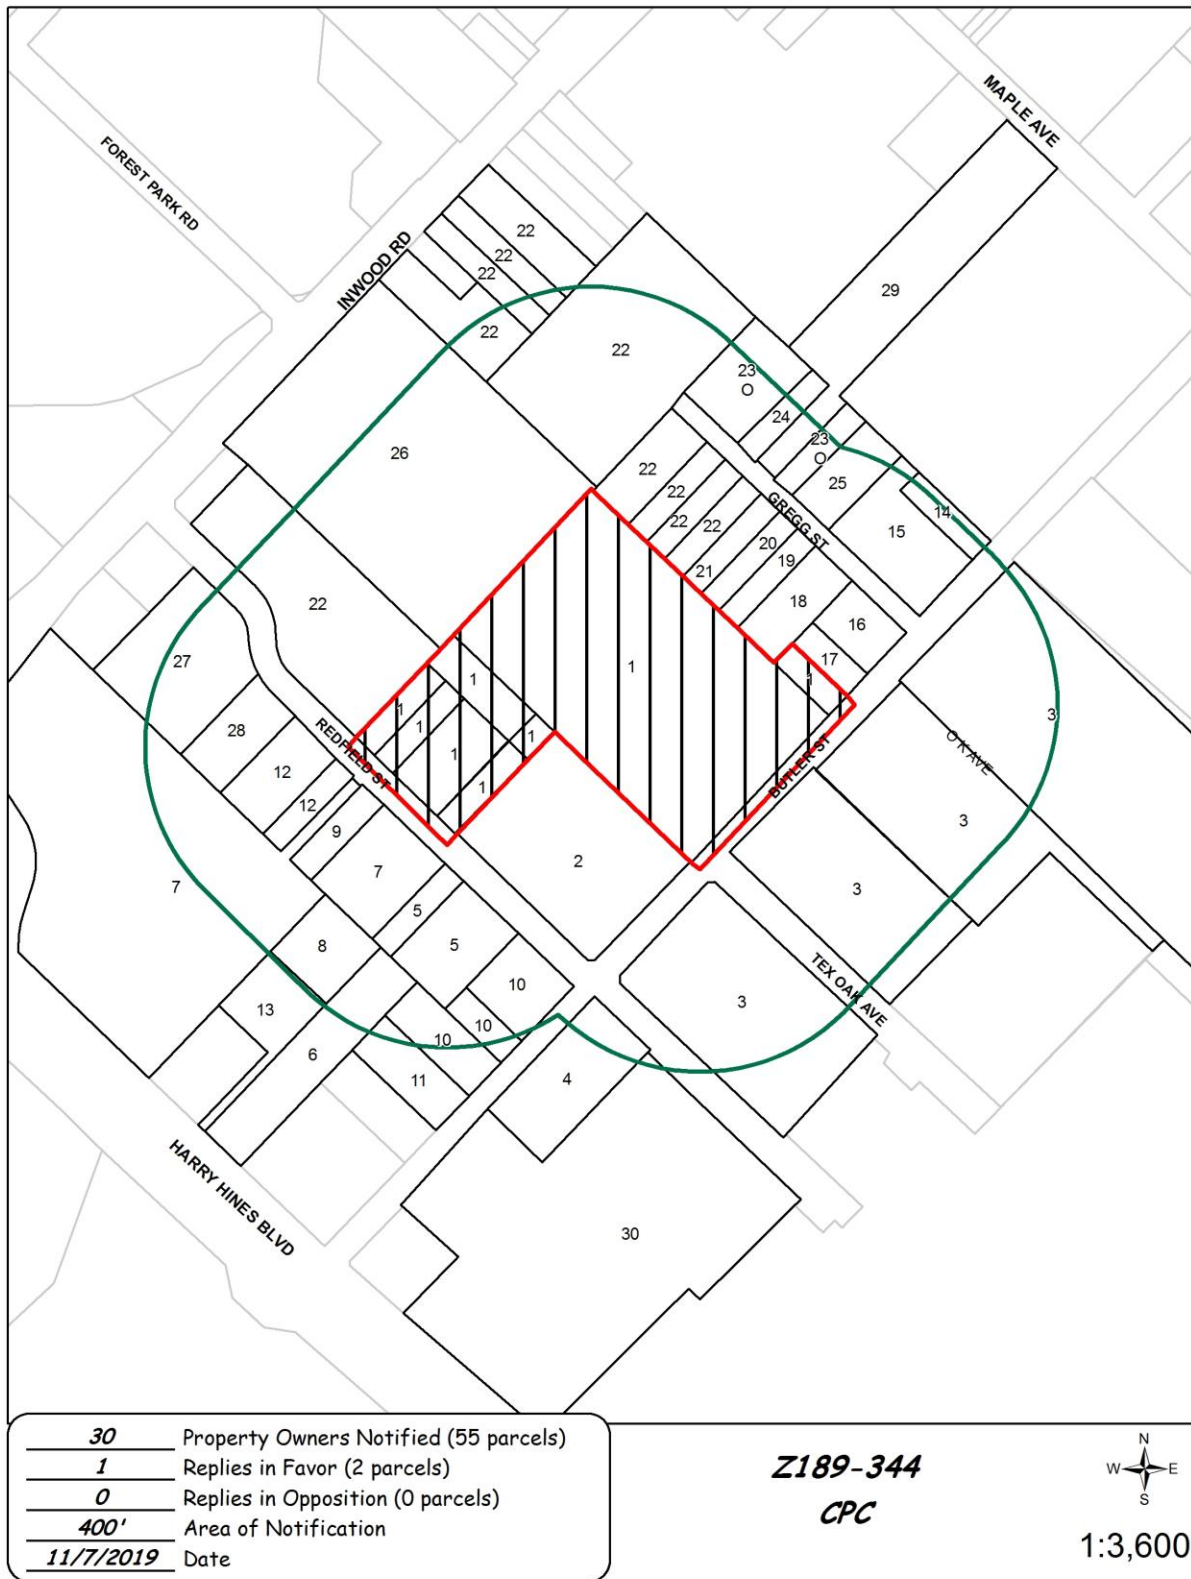 MAPLE AVE
FOREST PARK RD
INWOOD RD
22
22
22
22
29
22
23
O
24
23
O
26
22
22
22
22
25
14
15
GREGG ST
20
19
21
18
16
17
22
1
1
27
1
1
1
1
1
1
28
REDFIELD ST
BUTLER ST
3
O K AVE
12
12
9
7
2
3
3
7
5
5
8
10
TEX OAK AVE
3
13
10
10
6
11
4
HARRY HINES BLVD
30
30 Property Owners Notified (55 parcels)
1 Replies in Favor (2 parcels)
0 Replies in Opposition (0 parcels)
400' Area of Notification
11/7/2019 Date
Z189-344
CPC
N
W E
S
1:3,600